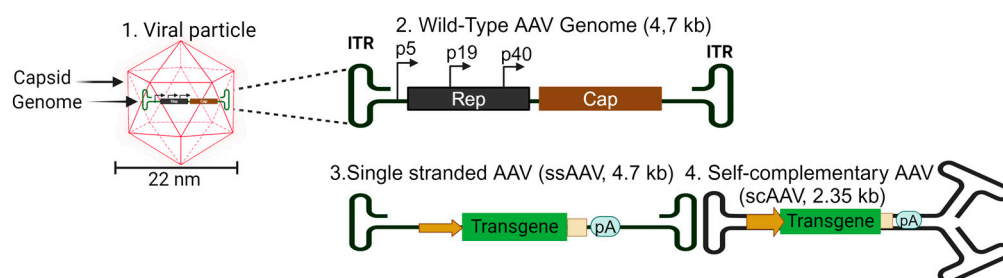 1. Viral particle
Capsid
Genome
Rep
Cap
22 nm
2. Wild-Type AAV Genome (4,7 kb)
ITR
p5
p19
p40
ITR
Rep
Cap
3.Single stranded AAV (ssAAV, 4.7 kb)
Transgene
pA
4. Self-complementary AAV
(scAAV, 2.35 kb)
Transgene
pA